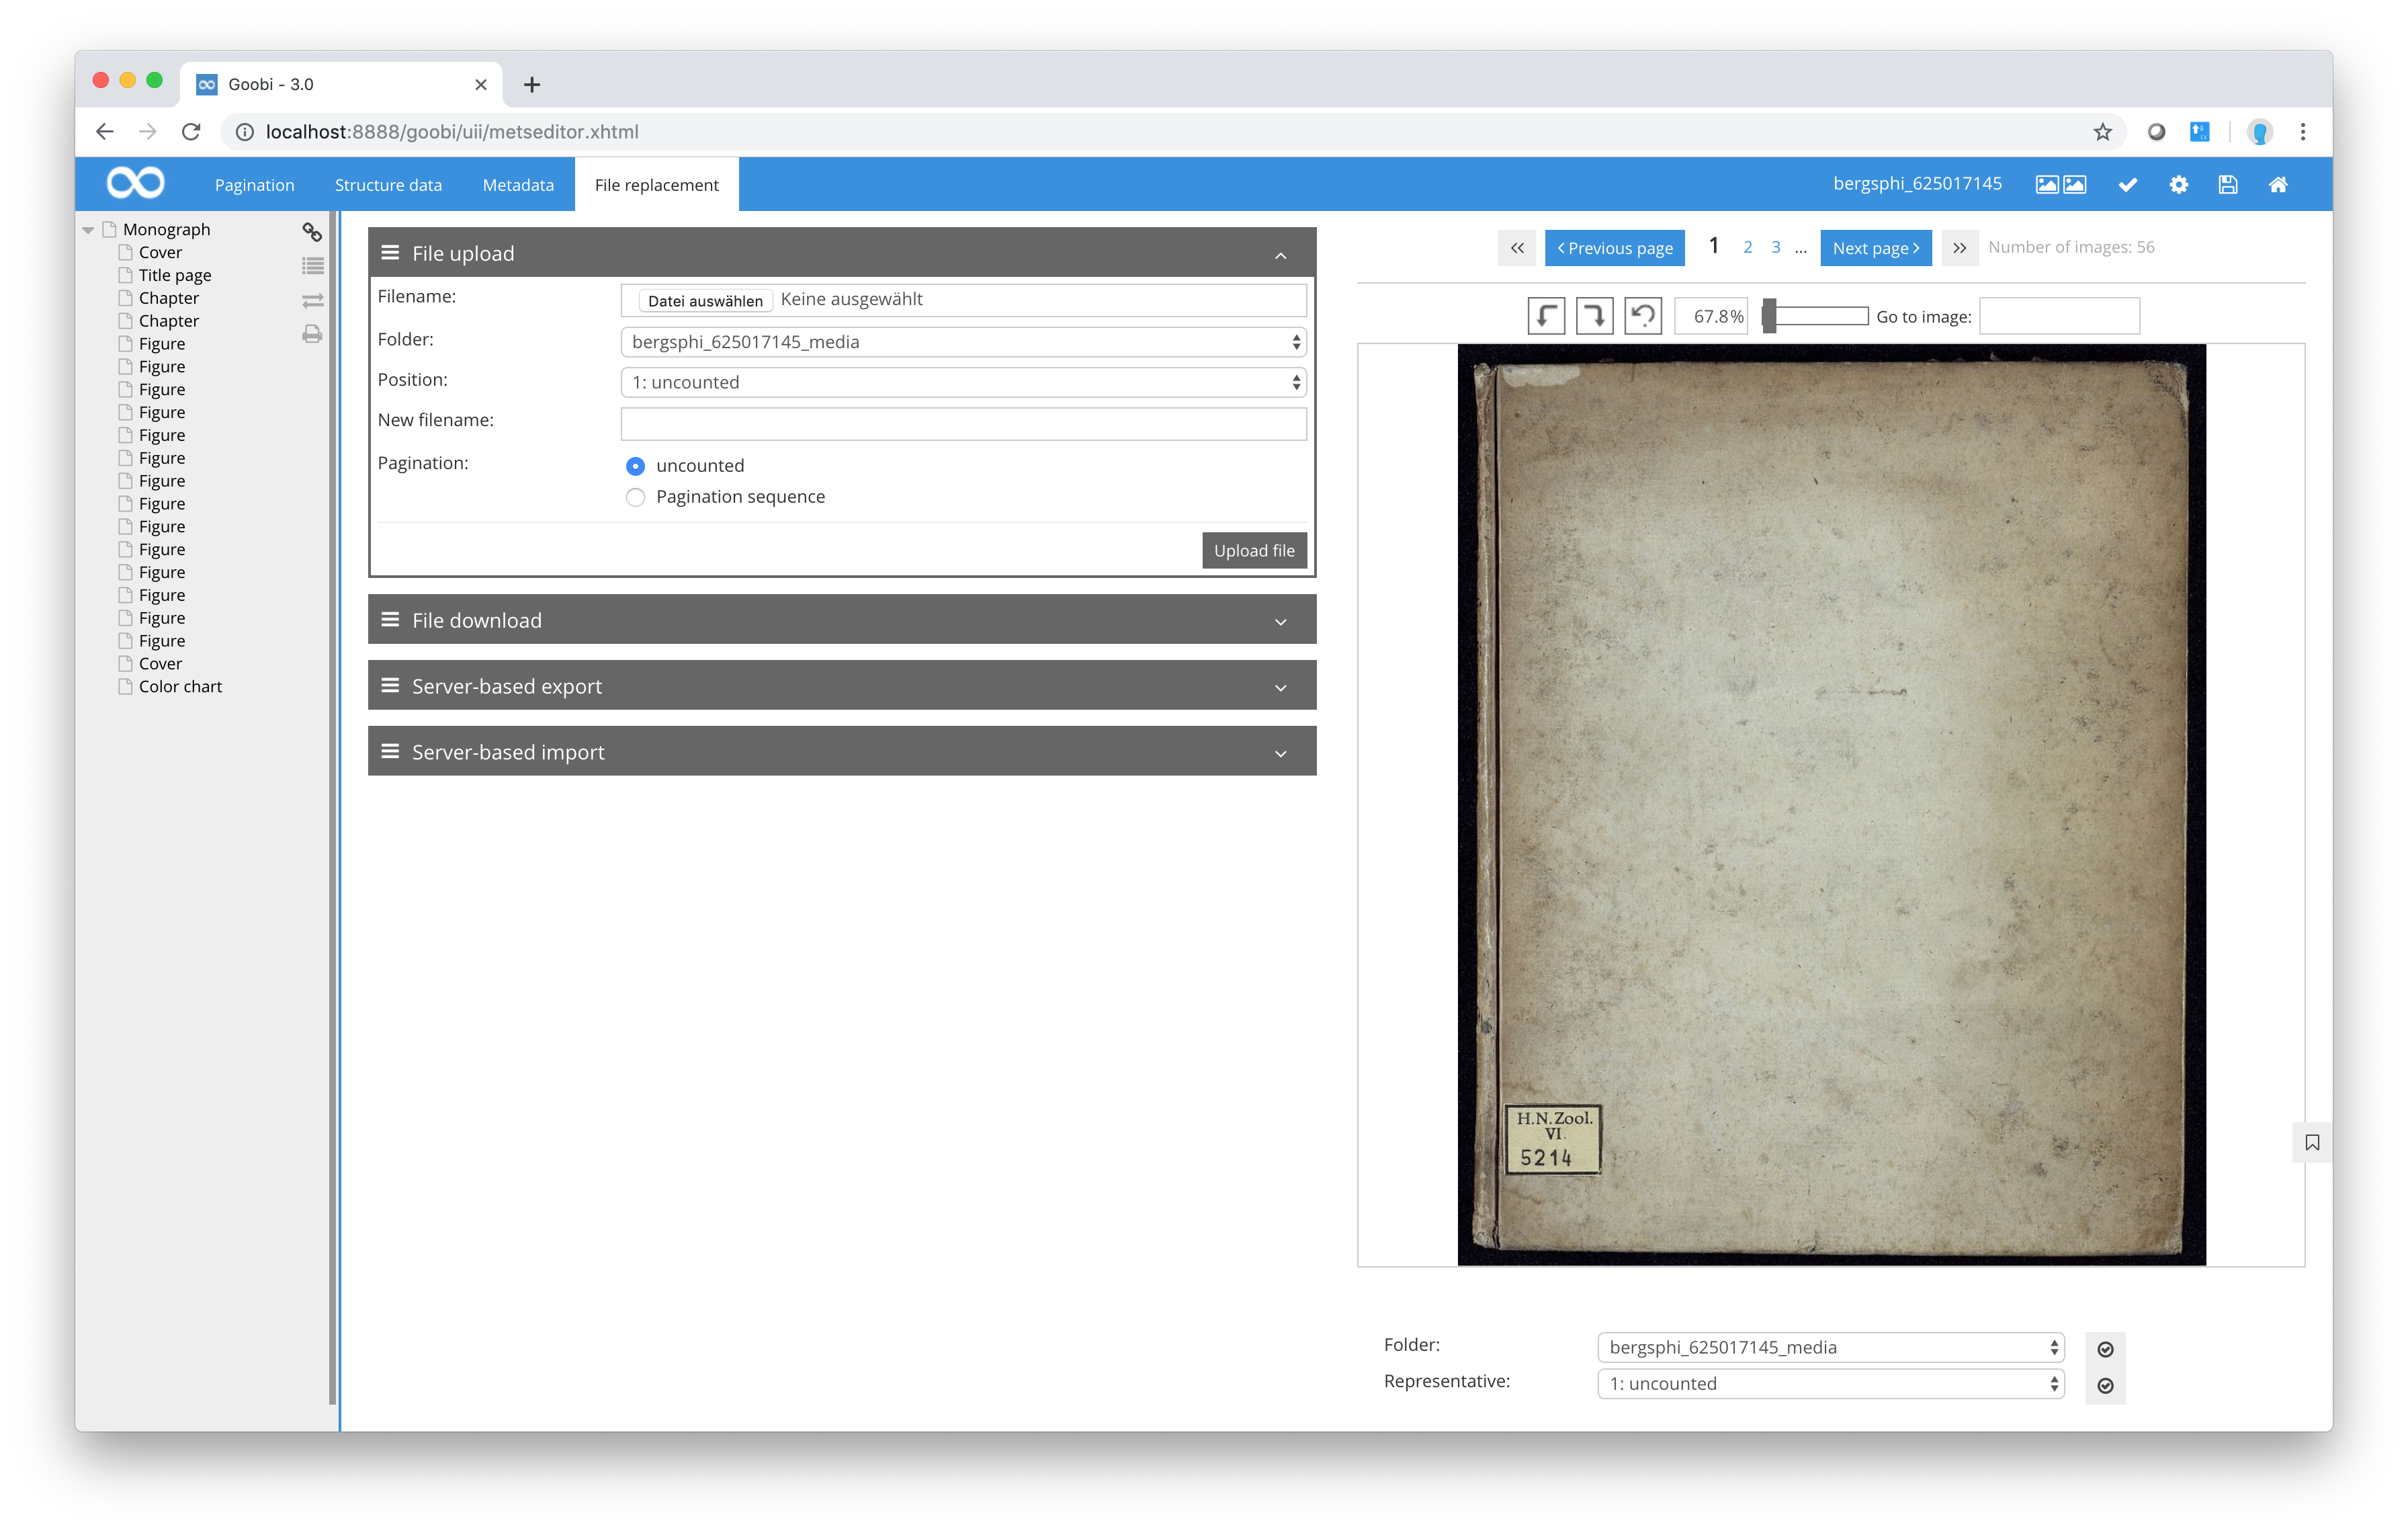 Goobi - 3.0
localhost:8888/goobi/uii/metseditor.xhtml
Pagination
Structure data
Metadata
File replacement
bergsphi_625017145
Monograph
Cover
Title page
Chapter
Chapter
Figure
Figure
Figure
Figure
Figure
Figure
Figure
Figure
Figure
Figure
Figure
Figure
Figure
Figure
Cover
Color chart
File upload
Filename: Datei auswählen Keine ausgewählt
Folder: bergsphi_625017145_media
Position: 1: uncounted
New filename:
Pagination: uncounted
Pagination sequence
Upload file
File download
Server-based export
Server-based import
Previous page 1 2 3 ... Next page Number of images: 56
67.8% Go to image:
H.N.Zool.
VI.
5214
Folder: bergsphi_625017145_media
Representative: 1: uncounted